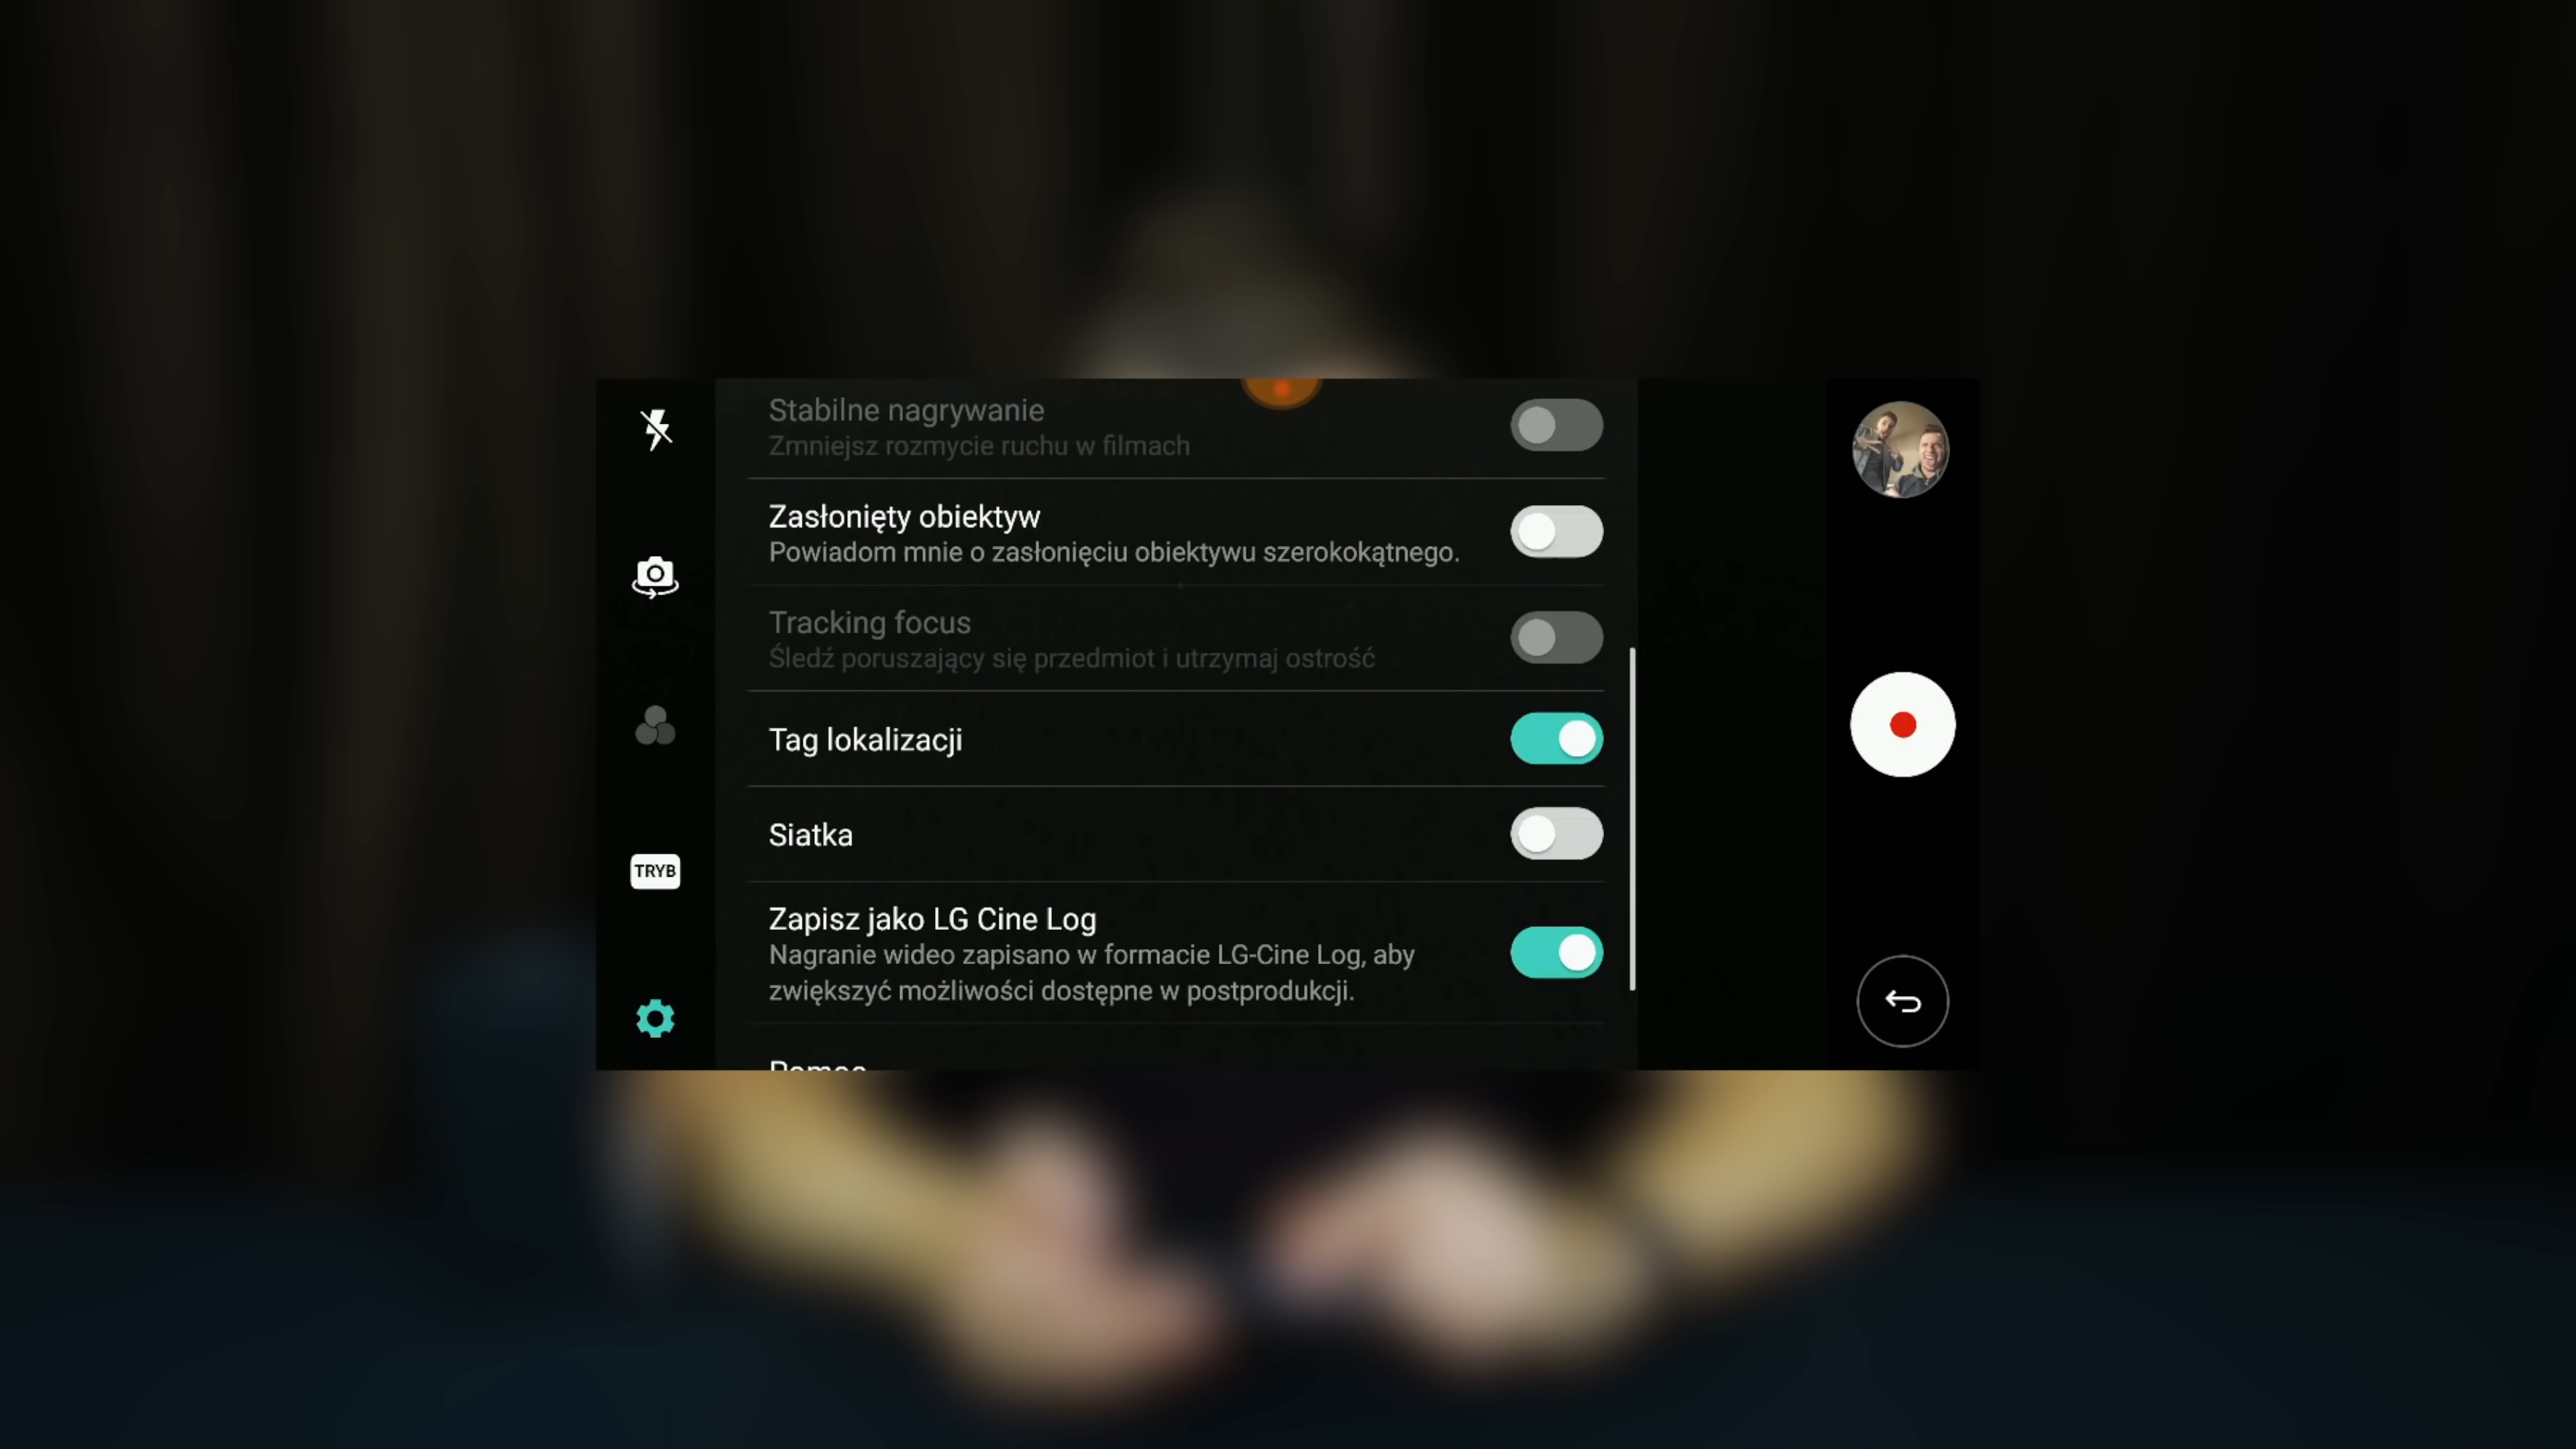 Stabilne nagrywanie
Zmniejsz rozmycie ruchu w filmach
Zasłonięty obiektyw
Powiadom mnie o zasłonięciu obiektywu szerokokątnego.
Tracking focus
Śledź poruszający się przedmiot i utrzymaj ostrość
Tag lokalizacji
Siatka
TRYB
Zapisz jako LG Cine Log
Nagranie wideo zapisano w formacie LG-Cine Log, aby
zwiększyć możliwości dostępne w postprodukcji.